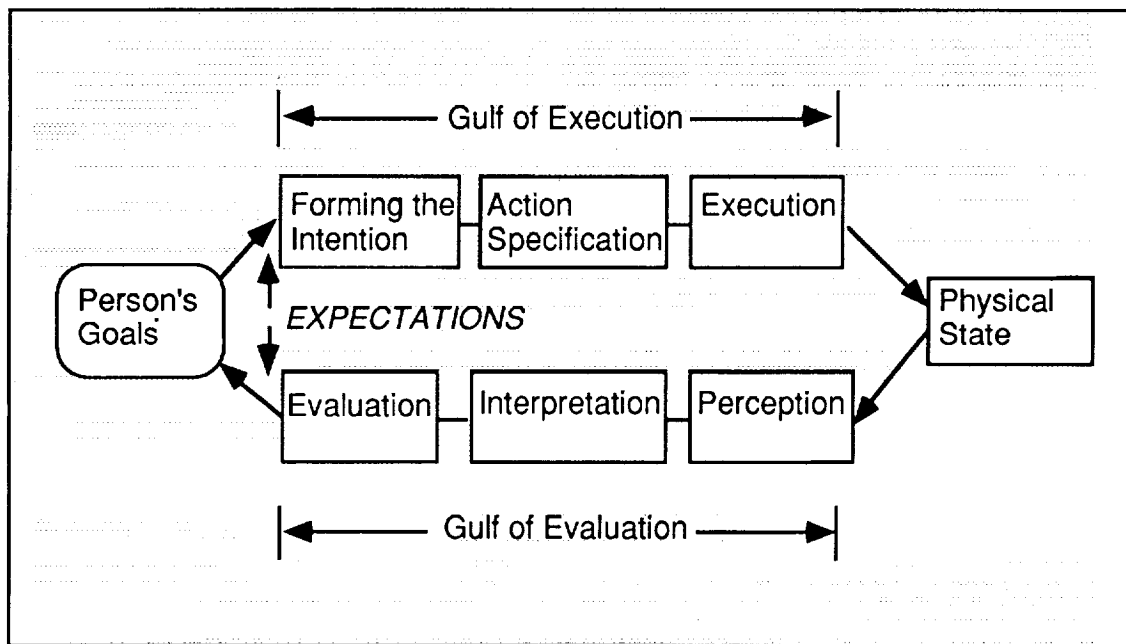 Gulf of Execution
Forming the
Intention
Action
Specification
Execution
Person's
Goals
EXPECTATIONS
Physical
State
Evaluation
Interpretation
Perception
Gulf of Evaluation